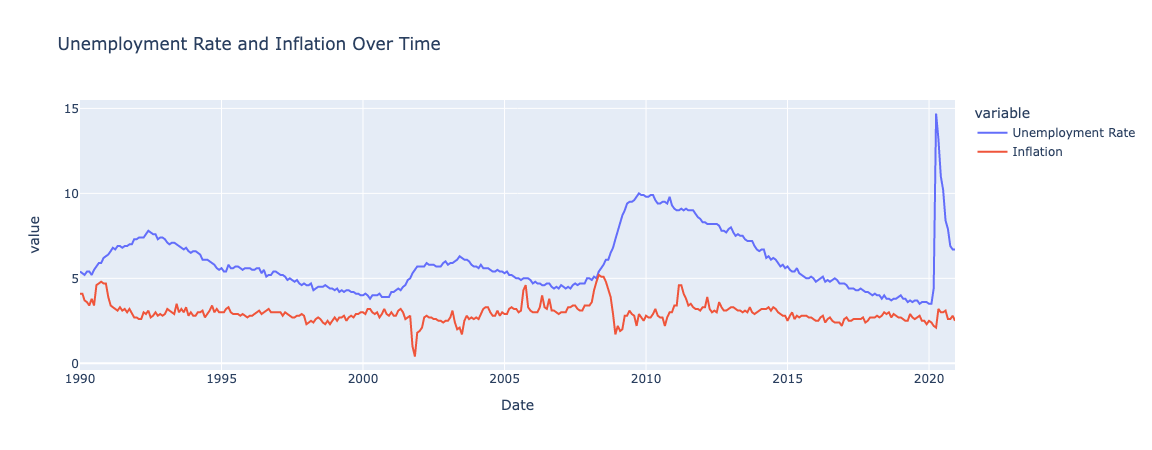 Unemployment Rate and Inflation Over Time
variable
Unemployment Rate
Inflation
value
15
10
5
0
1990 1995 2000 2005 2010 2015 2020
Date